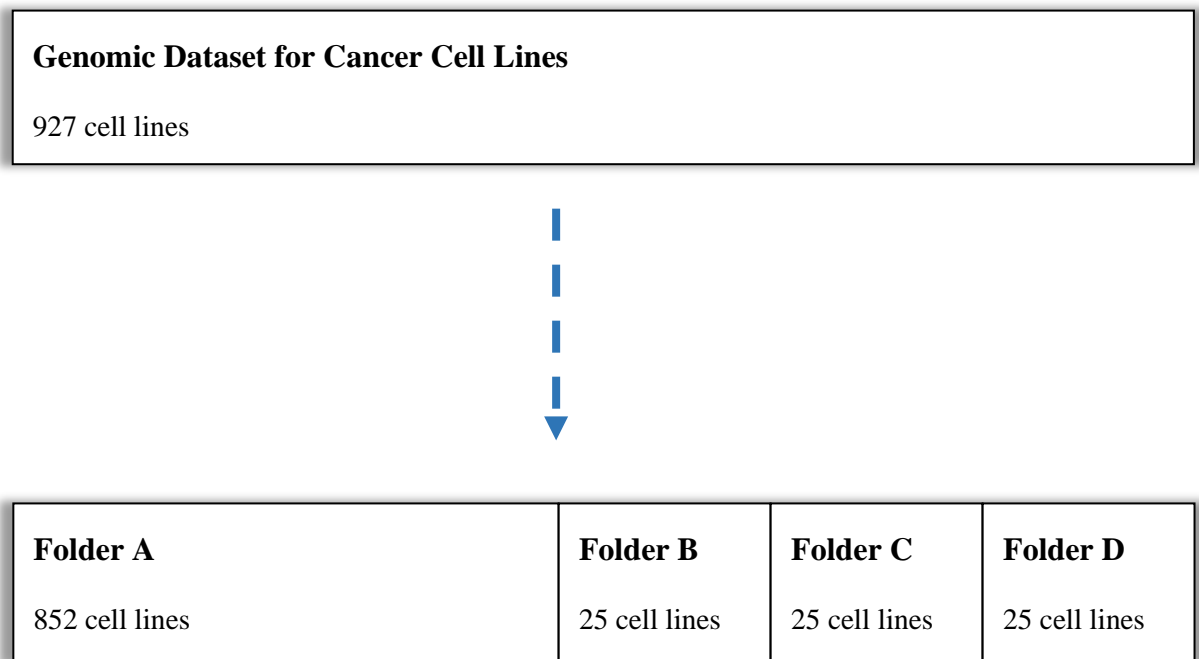 Genomic Dataset for Cancer Cell Lines
927 cell lines
Folder A
852 cell lines
Folder B
25 cell lines
Folder C
25 cell lines
Folder D
25 cell lines